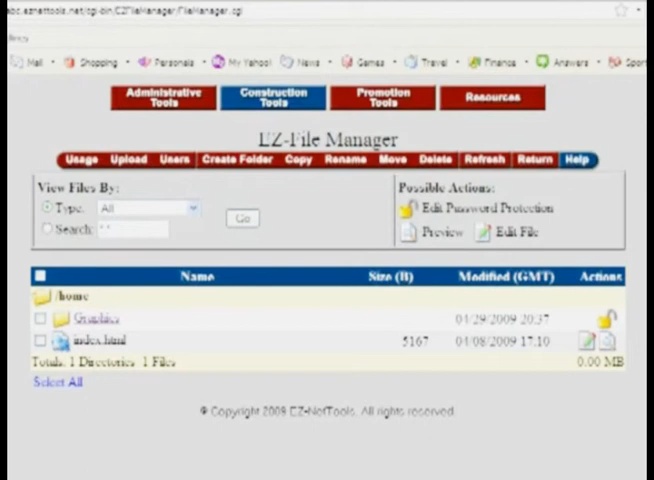 abc.eznettools.net/cgi-bin/EZFileManager/FileManager.cgi
Mail Shopping Personals My Yahoo! News Games Travel Finance Answers Spor
Administrative Tools
Construction Tools
Promotion Tools
Resources
EZ-File Manager
Usage Upload Users Create Folder Copy Rename Move Delete Refresh Return Help
View Files By:
Type: All
Search: *.*
Go
Possible Actions:
Edit Password Protection
Preview Edit File
Name Size (B) Modified (GMT) Actions
/home
Graphics 04/29/2009 20:37
index.html 5167 04/08/2009 17:10
Totals: 1 Directories 1 Files 0.00 MB
Select All
© Copyright 2009 EZ-NetTools. All rights reserved.